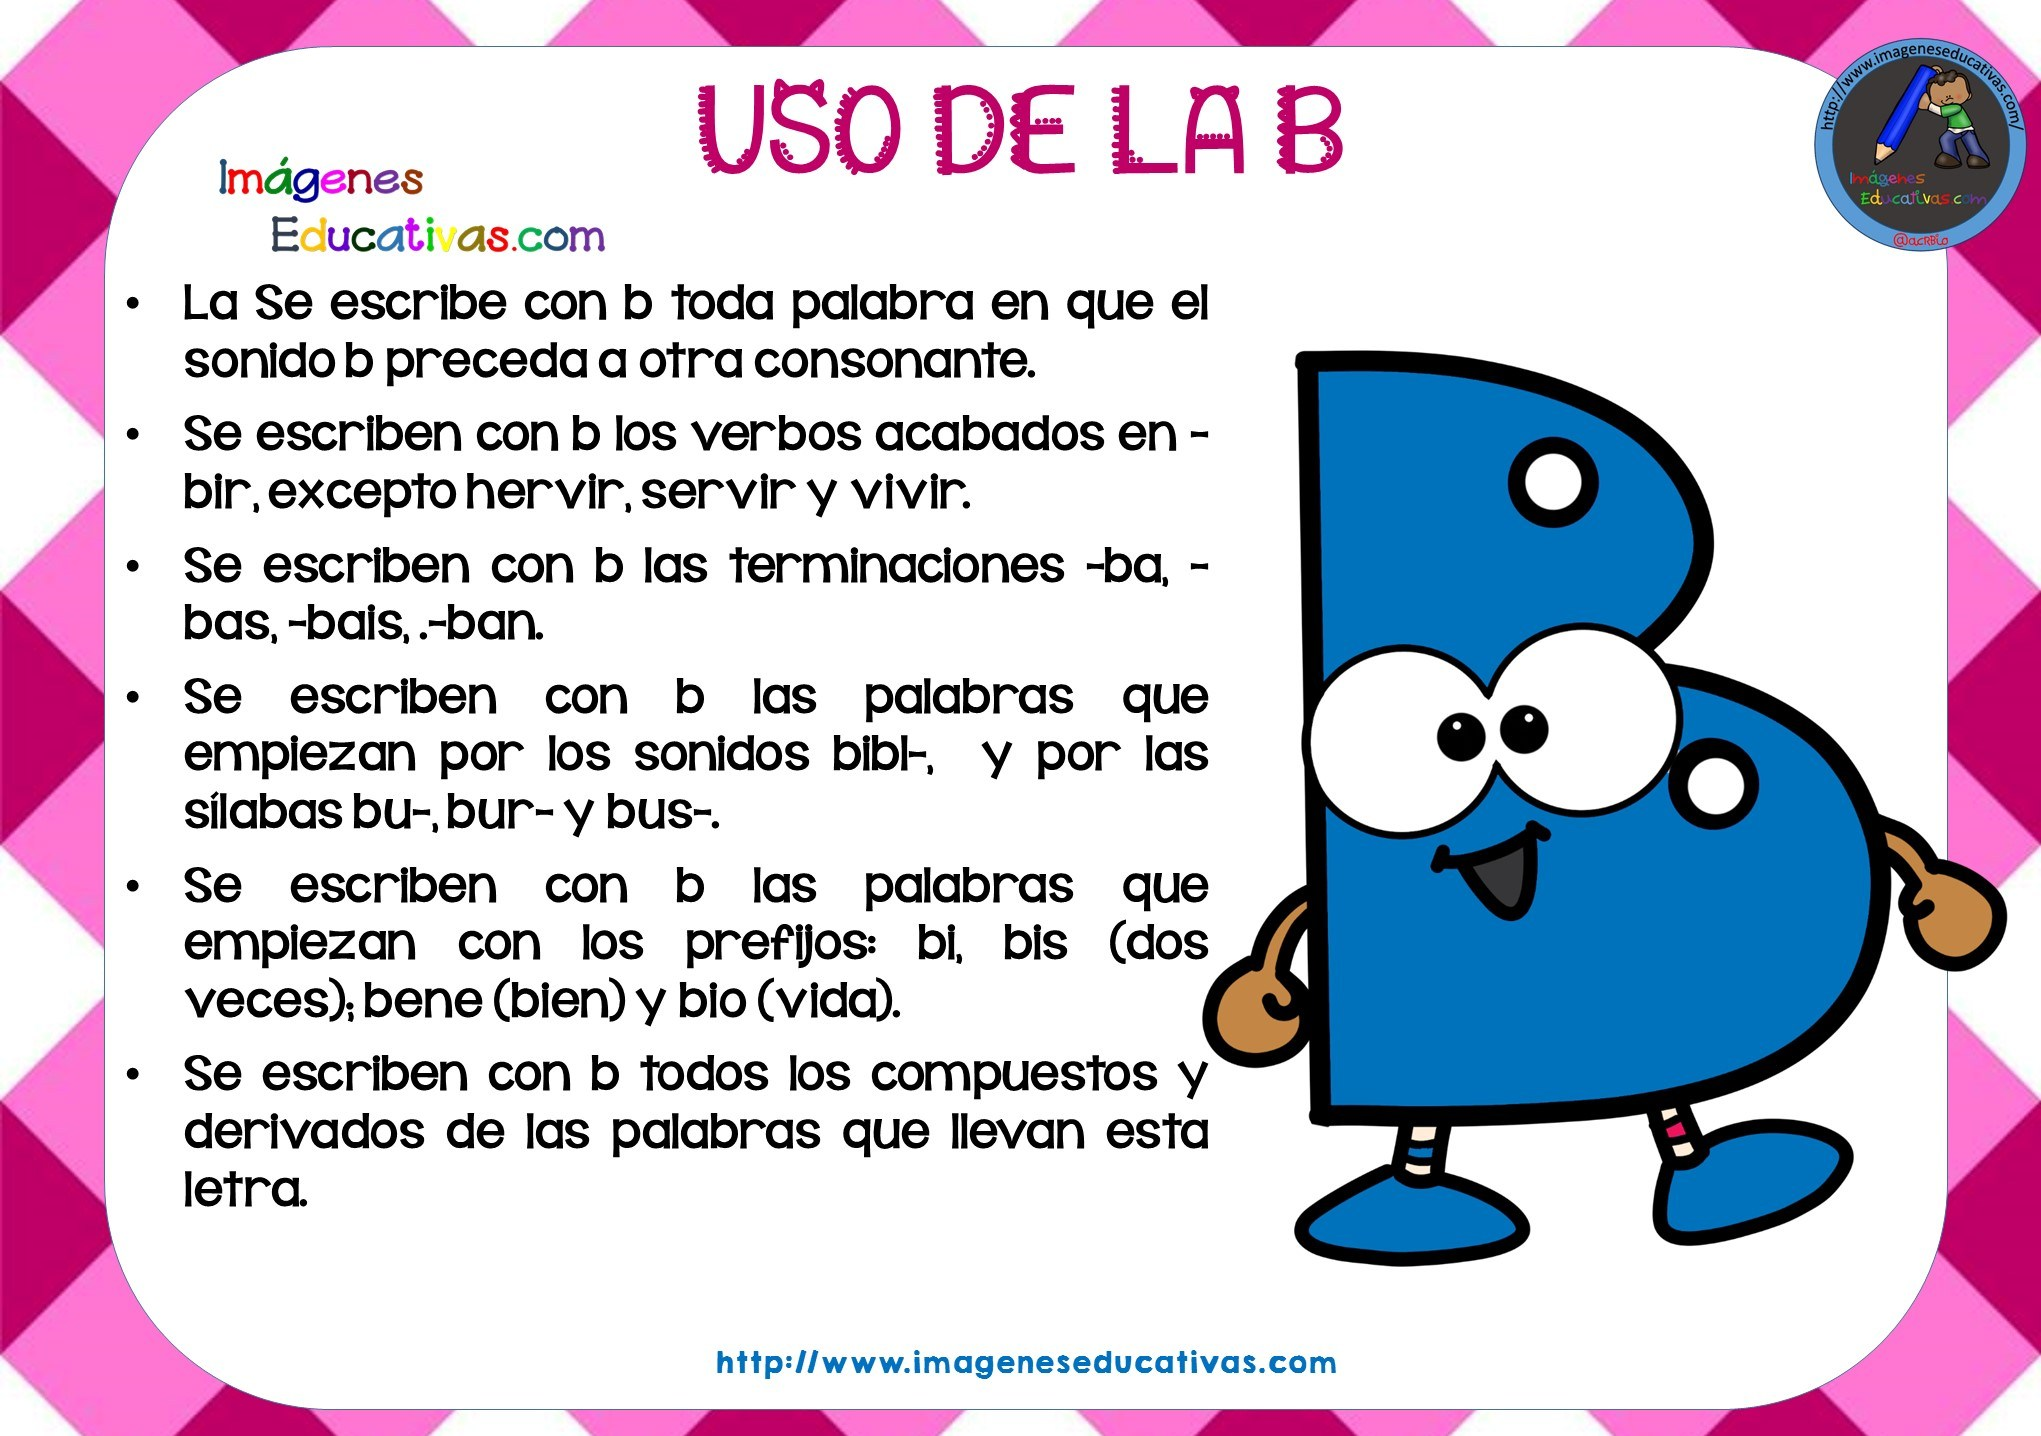 USO DE LA B
http://www.imageneseducativas.com/
Imágenes
Educativas.com
@acrbio
Imágenes
Educativas.com
• La Se escribe con b toda palabra en que el
sonido b preceda a otra consonante.
• Se escriben con b los verbos acabados en -
bir, excepto hervir, servir y vivir.
• Se escriben con b las terminaciones -ba, -
bas, -bais, .-ban.
• Se escriben con b las palabras que
empiezan por los sonidos bibl-, y por las
sílabas bu-, bur- y bus-.
• Se escriben con b las palabras que
empiezan con los prefijos: bi, bis (dos
veces); bene (bien) y bio (vida).
• Se escriben con b todos los compuestos y
derivados de las palabras que llevan esta
letra.
http://www.imageneseducativas.com